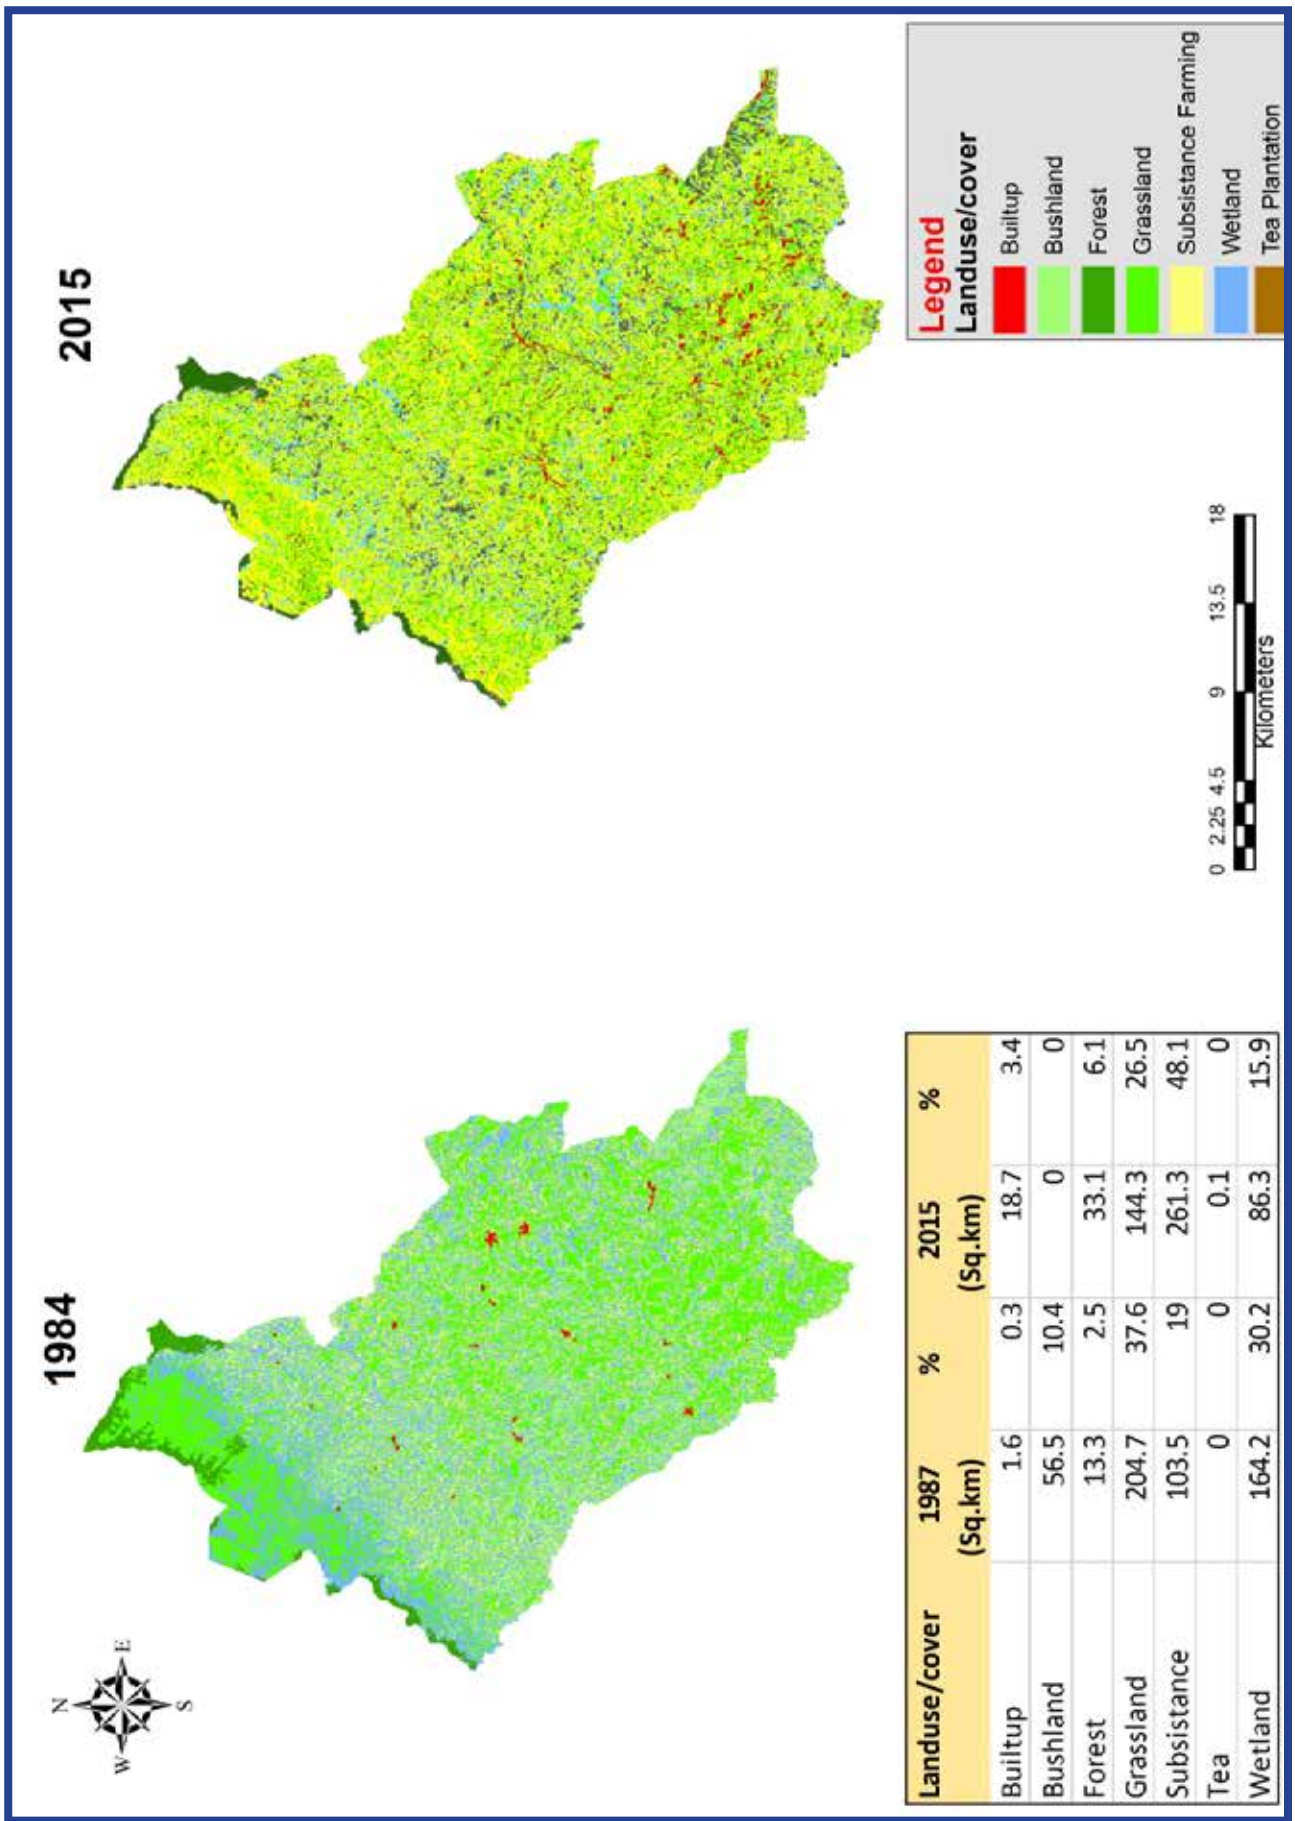 1984
2015
N
W
E
S
Landuse/cover 1987 % 2015 %
(Sq.km) (Sq.km)
Builtup 1.6 0.3 18.7 3.4
Bushland 56.5 10.4 0 0
Forest 13.3 2.5 33.1 6.1
Grassland 204.7 37.6 144.3 26.5
Subsistance 103.5 19 261.3 48.1
Tea 0 0 0.1 0
Wetland 164.2 30.2 86.3 15.9
0 2.25 4.5 9 13.5 18
Kilometers
Legend
Landuse/cover
Builtup
Bushland
Forest
Grassland
Subsistance Farming
Wetland
Tea Plantation